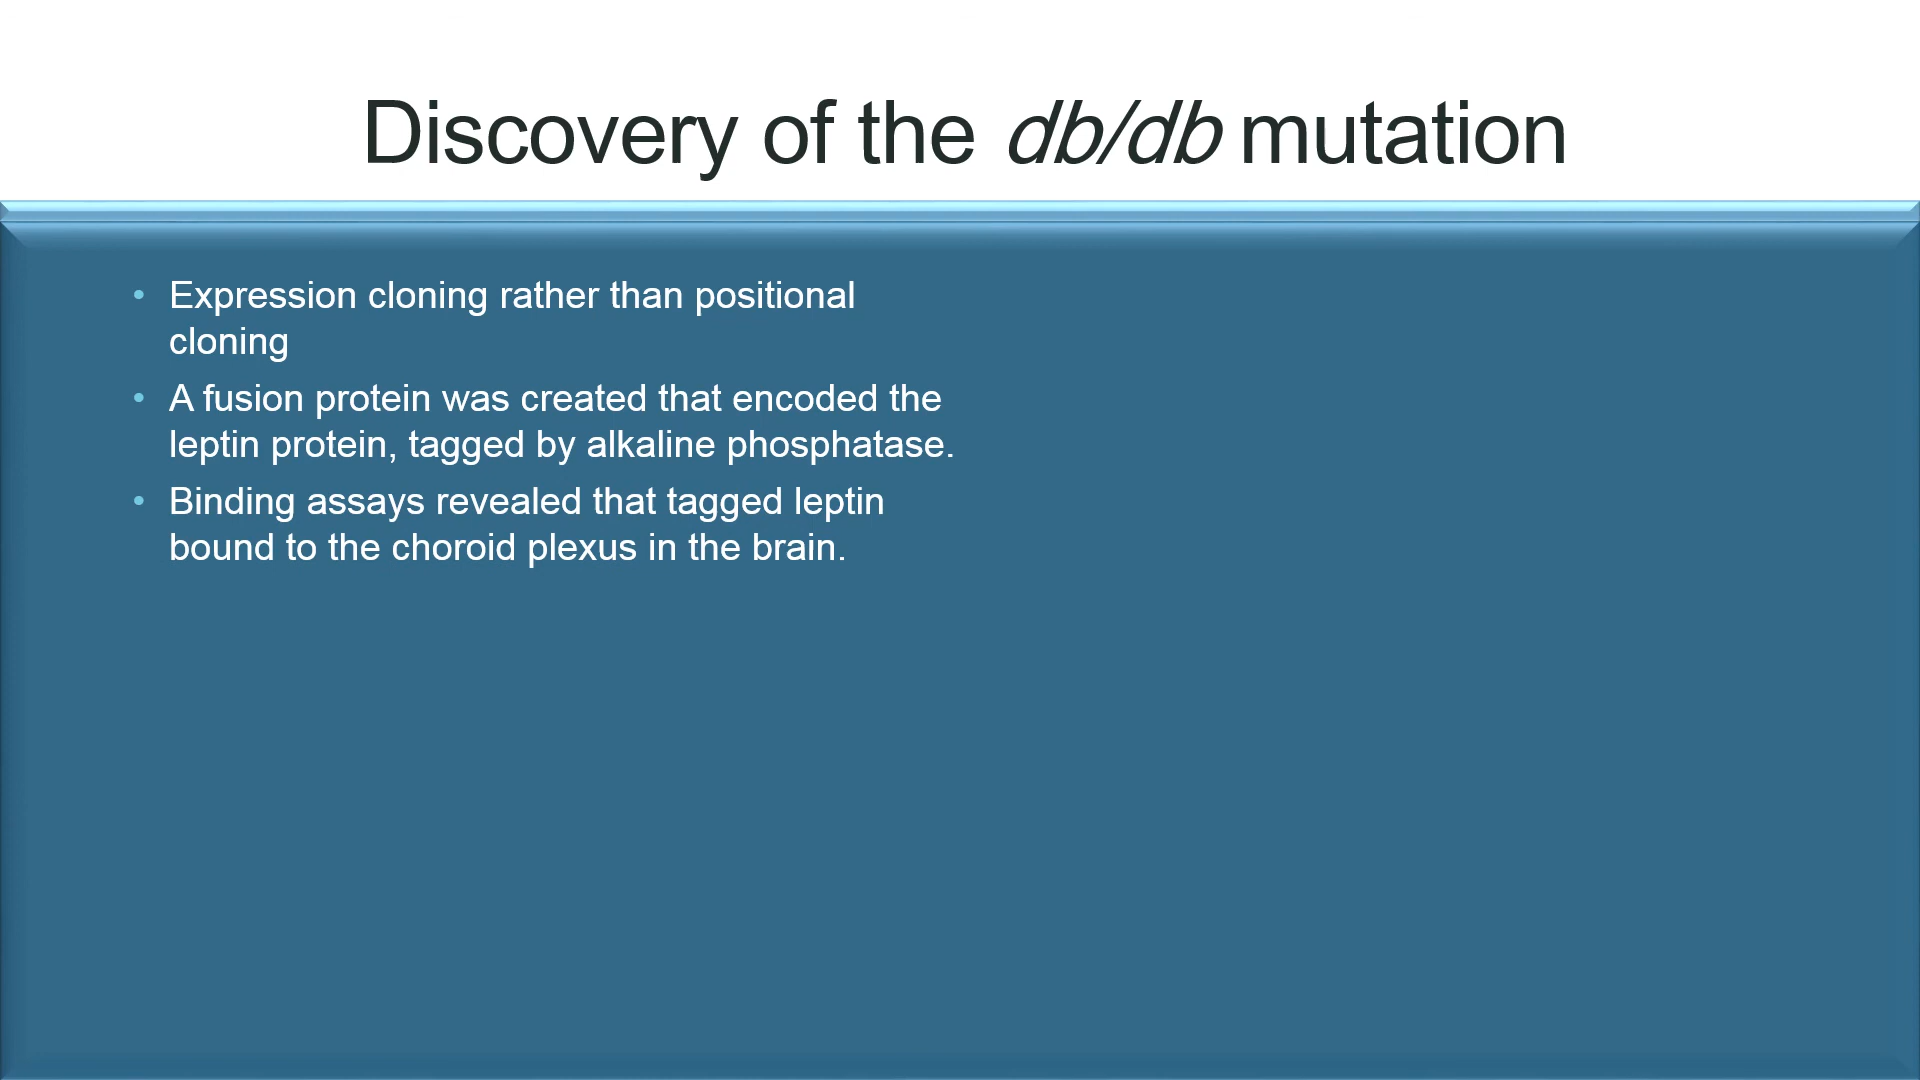 Discovery of the db/db mutation
• Expression cloning rather than positional
cloning
• A fusion protein was created that encoded the
leptin protein, tagged by alkaline phosphatase.
• Binding assays revealed that tagged leptin
bound to the choroid plexus in the brain.